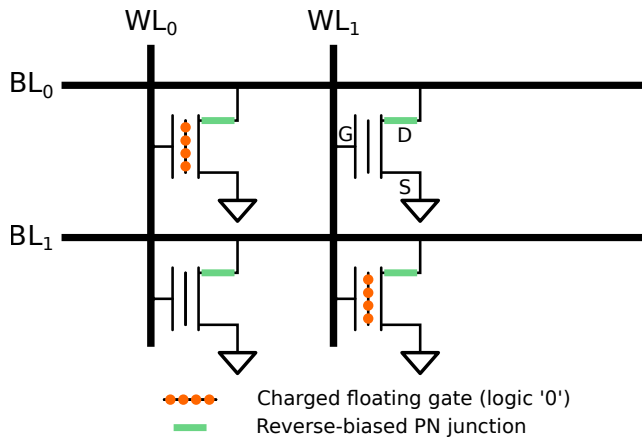 WL₀ WL₁
BL₀
G D
S
BL₁
Charged floating gate (logic '0')
Reverse-biased PN junction